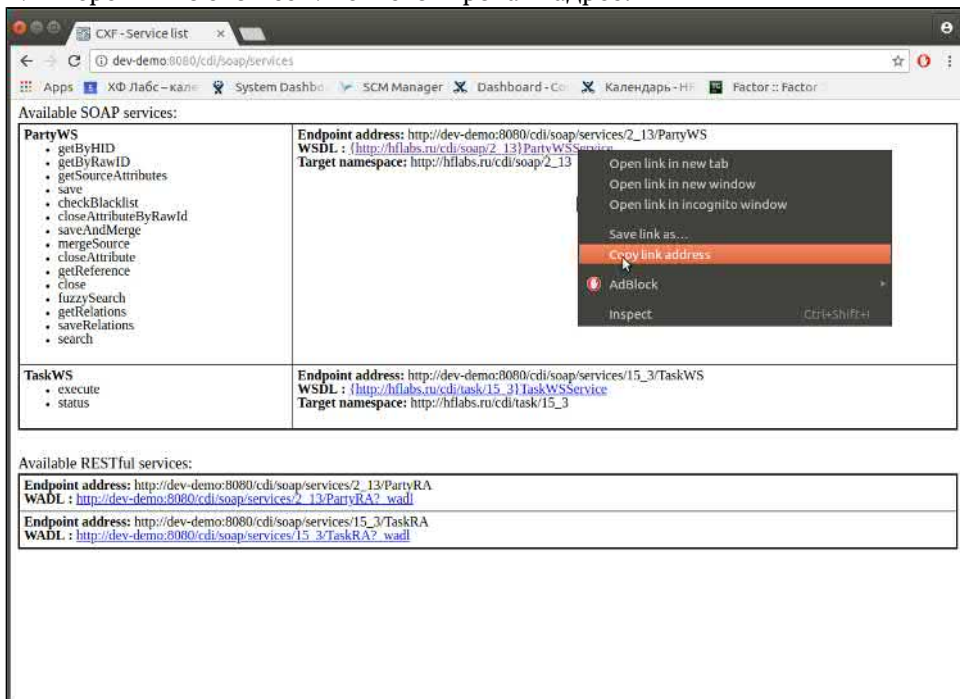 CXF - Service list
dev-demo:8080/cdi/soap/services
Apps ХФ Лабс – кале System Dashbo SCM Manager Dashboard - Co Календарь - HF Factor :: Factor
Available SOAP services:
PartyWS
• getByHID
• getByRawID
• getSourceAttributes
• save
• checkBlacklist
• closeAttributeByRawId
• saveAndMerge
• mergeSource
• closeAttribute
• getReference
• close
• fuzzySearch
• getRelations
• saveRelations
• search
Endpoint address: http://dev-demo:8080/cdi/soap/services/2_13/PartyWS
WSDL : {http://hflabs.ru/cdi/soap/2_13}PartyWSService
Target namespace: http://hflabs.ru/cdi/soap/2_13
Open link in new tab
Open link in new window
Open link in incognito window
Save link as...
Copy link address
AdBlock
Inspect Ctrl+Shift+I
TaskWS
• execute
• status
Endpoint address: http://dev-demo:8080/cdi/soap/services/15_3/TaskWS
WSDL : {http://hflabs.ru/cdi/task/15_3}TaskWSService
Target namespace: http://hflabs.ru/cdi/task/15_3
Available RESTful services:
Endpoint address: http://dev-demo:8080/cdi/soap/services/2_13/PartyRA
WADL : http://dev-demo:8080/cdi/soap/services/2_13/PartyRA?_wadl
Endpoint address: http://dev-demo:8080/cdi/soap/services/15_3/TaskRA
WADL : http://dev-demo:8080/cdi/soap/services/15_3/TaskRA?_wadl